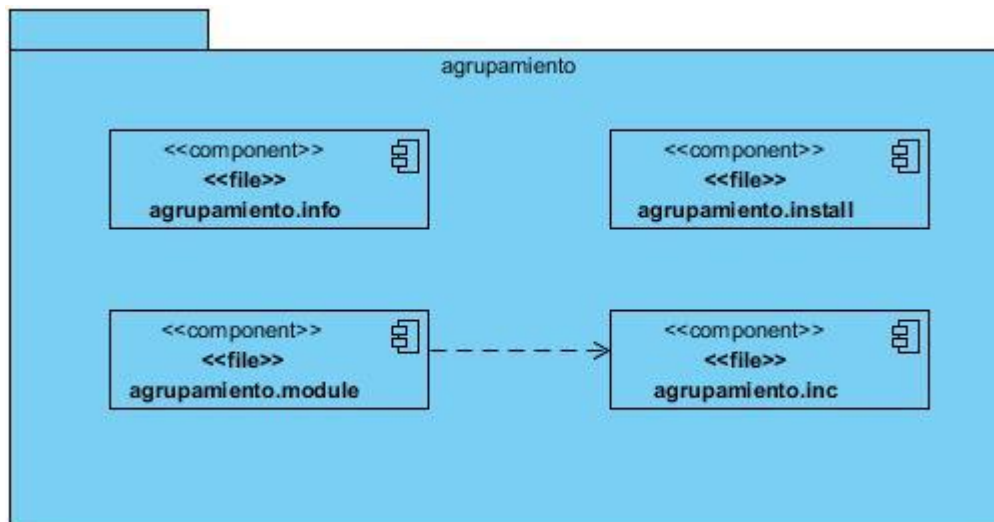 agrupamiento
<<component>>
<<file>>
agrupamiento.info
<<component>>
<<file>>
agrupamiento.install
<<component>>
<<file>>
agrupamiento.module
<<component>>
<<file>>
agrupamiento.inc